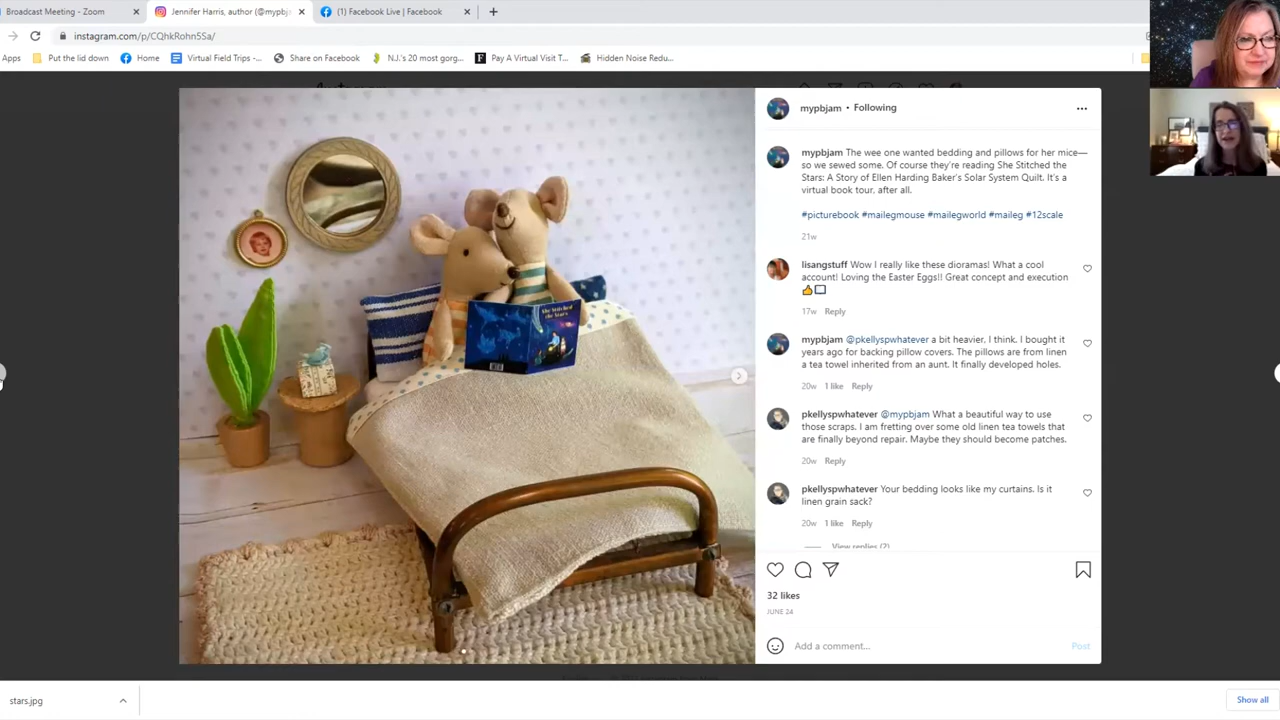 Broadcast Meeting - Zoom
Jennifer Harris, author (@mypbj
(1) Facebook Live | Facebook
instagram.com/p/CQhkRohn5Sa/
Apps
Put the lid down
Home
Virtual Field Trips -...
Share on Facebook
N.J.'s 20 most gorg...
Pay A Virtual Visit T...
Hidden Noise Redu...
mypbjam • Following
mypbjam The wee one wanted bedding and pillows for her mice—
so we sewed some. Of course they're reading She Stitched the
Stars: A Story of Ellen Harding Baker's Solar System Quilt. It's a
virtual book tour, after all.
#picturebook #mailegmouse #mailegworld #maileg #12scale
21w
lisangstuff Wow I really like these dioramas! What a cool
account! Loving the Easter Eggs!! Great concept and execution
17w Reply
mypbjam @pkellyspwhatever a bit heavier, I think. I bought it
years ago for backing pillow covers. The pillows are from linen
a tea towel inherited from an aunt. It finally developed holes.
20w 1 like Reply
pkellyspwhatever @mypbjam What a beautiful way to use
those scraps. I am fretting over some old linen tea towels that
are finally beyond repair. Maybe they should become patches.
20w Reply
pkellyspwhatever Your bedding looks like my curtains. Is it
linen grain sack?
20w 1 like Reply
View replies (2)
32 likes
JUNE 24
Add a comment...
Post
She Stitched
the Stars
stars.jpg
Show all